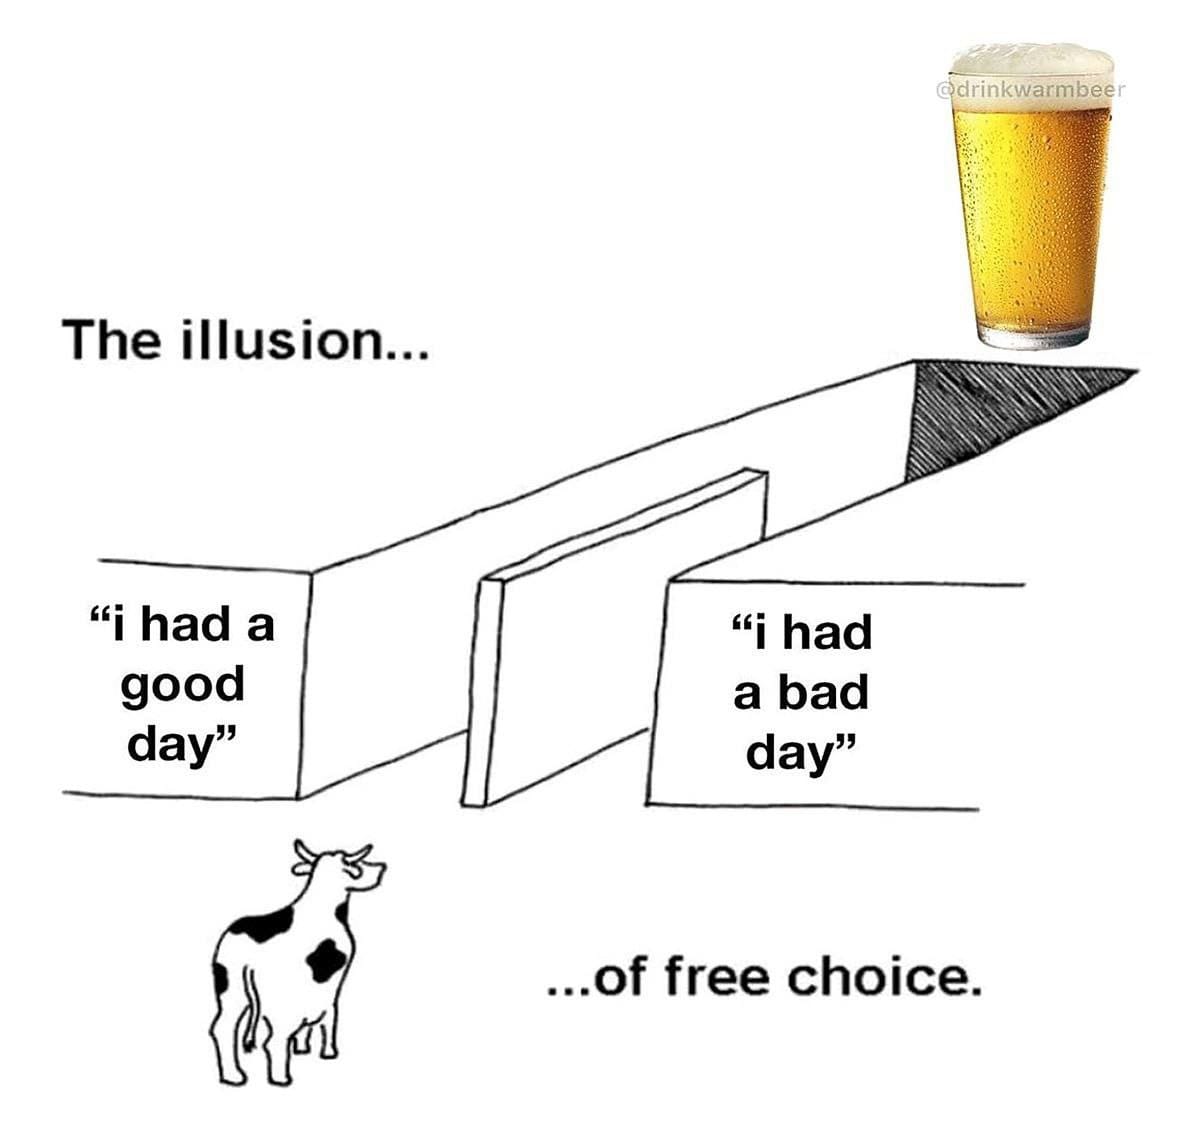 @drinkwarmbeer
The illusion...
“i had a
good
day”
“i had
a bad
day”
...of free choice.